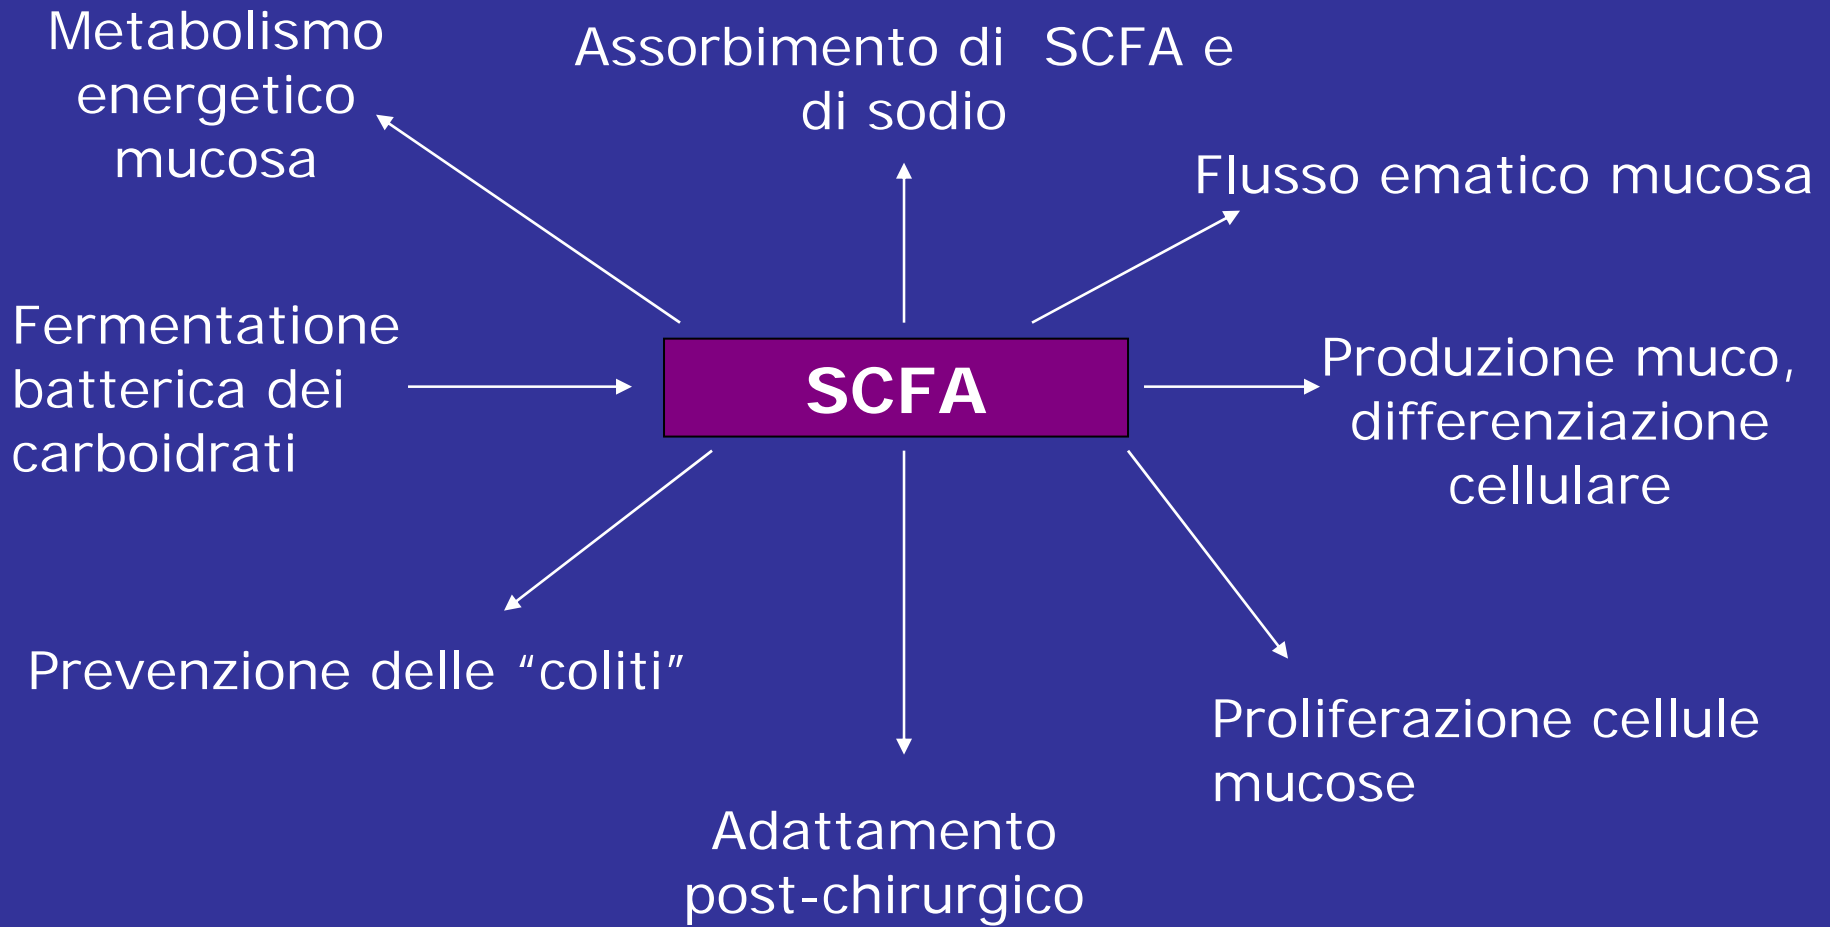 Metabolismo
energetico
mucosa
Assorbimento di  SCFA e
di sodio
Flusso ematico mucosa
Fermentatione
batterica dei
carboidrati
SCFA
Produzione muco,
differenziazione
cellulare
Prevenzione delle “coliti”
Proliferazione cellule
mucose
Adattamento
post-chirurgico